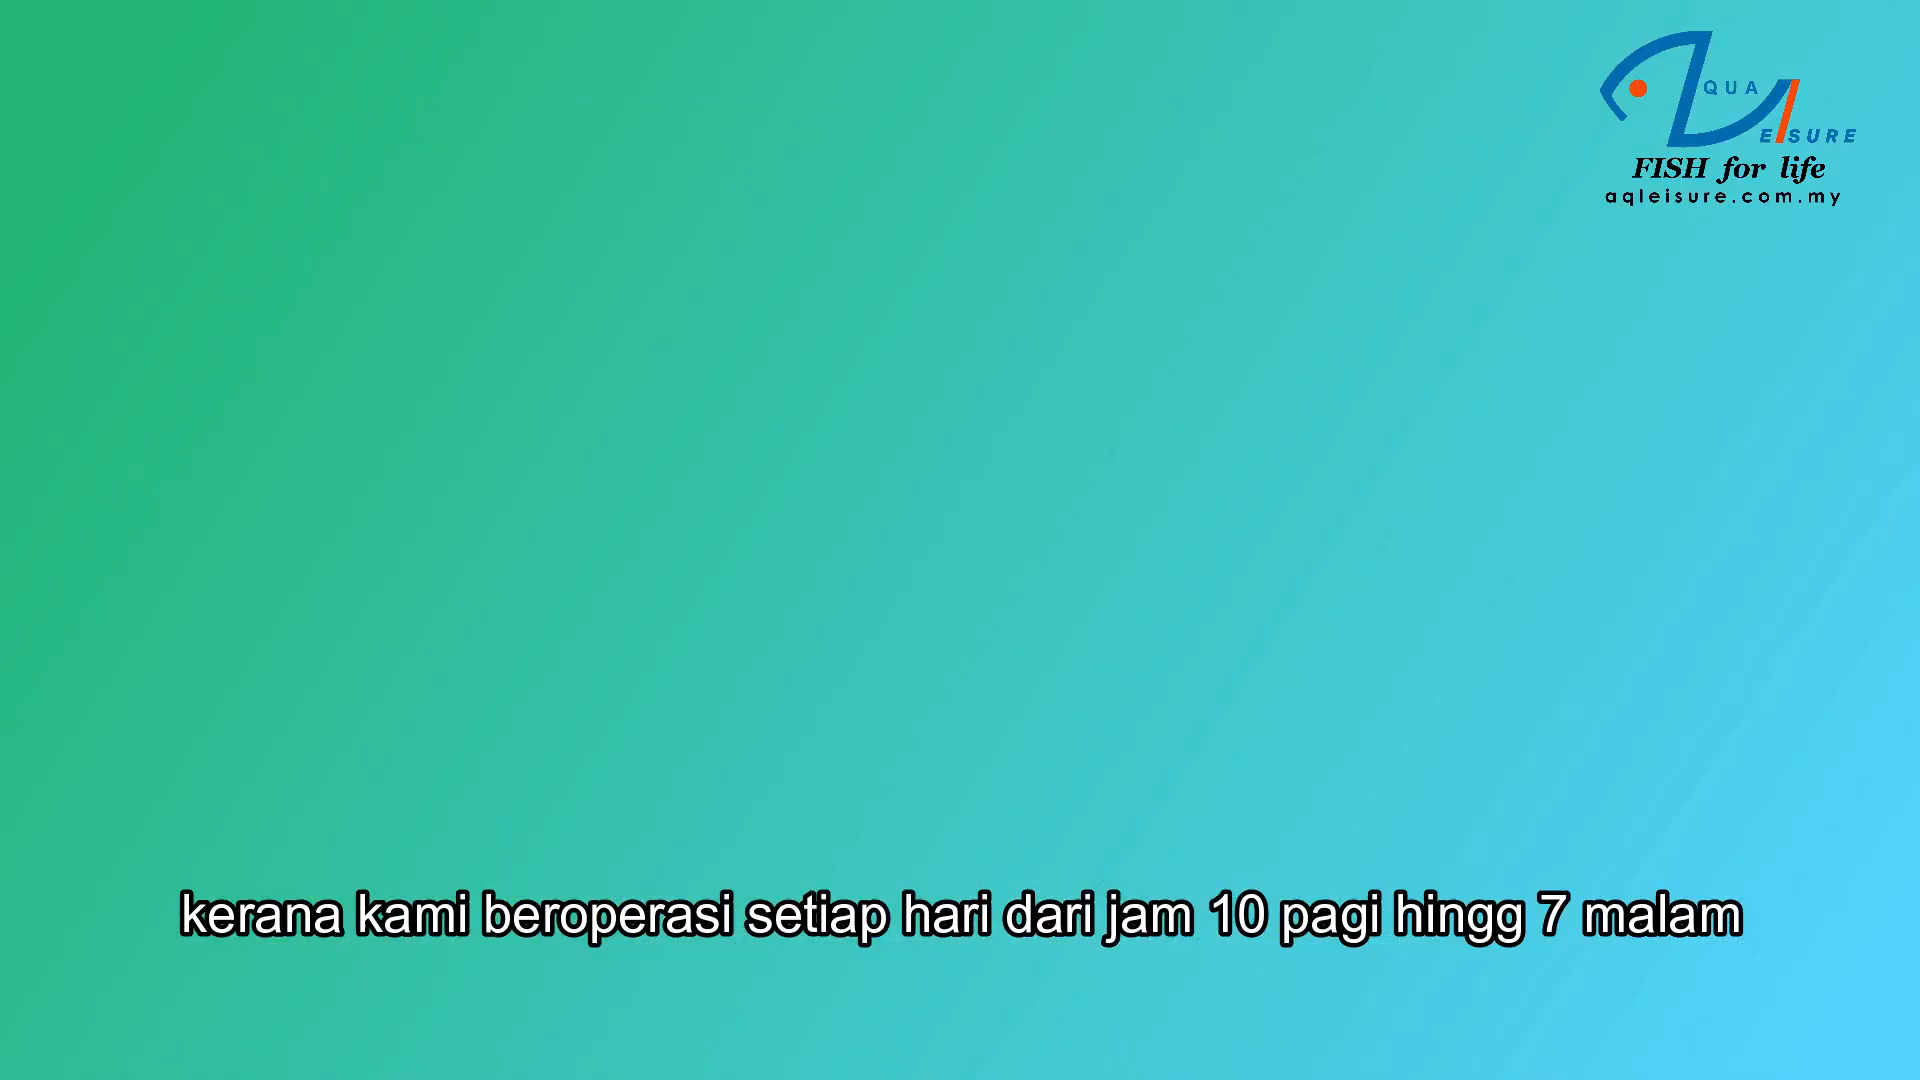 QUA
EISURE
FISH for life
aqleisure.com.my
kerana kami beroperasi setiap hari dari jam 10 pagi hingg 7 malam